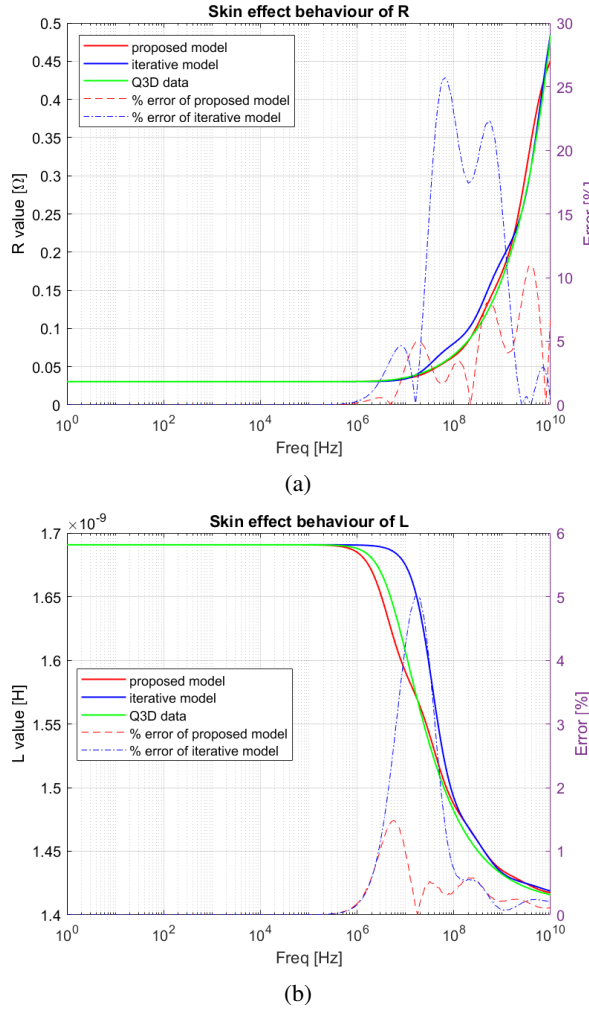 Skin effect behaviour of R
0.5
0.45
0.4
0.35
0.3
0.25
0.2
0.15
0.1
0.05
0
R value [Ω]
proposed model
iterative model
Q3D data
% error of proposed model
% error of iterative model
30
25
20
15
10
5
0
Error [%]
10^0
10^2
10^4
10^6
10^8
10^10
Freq [Hz]
(a)
×10^-9
Skin effect behaviour of L
1.7
1.65
1.6
1.55
1.5
1.45
1.4
L value [H]
proposed model
iterative model
Q3D data
% error of proposed model
% error of iterative model
6
5
4
3
2
1
0
Error [%]
10^0
10^2
10^4
10^6
10^8
10^10
Freq [Hz]
(b)